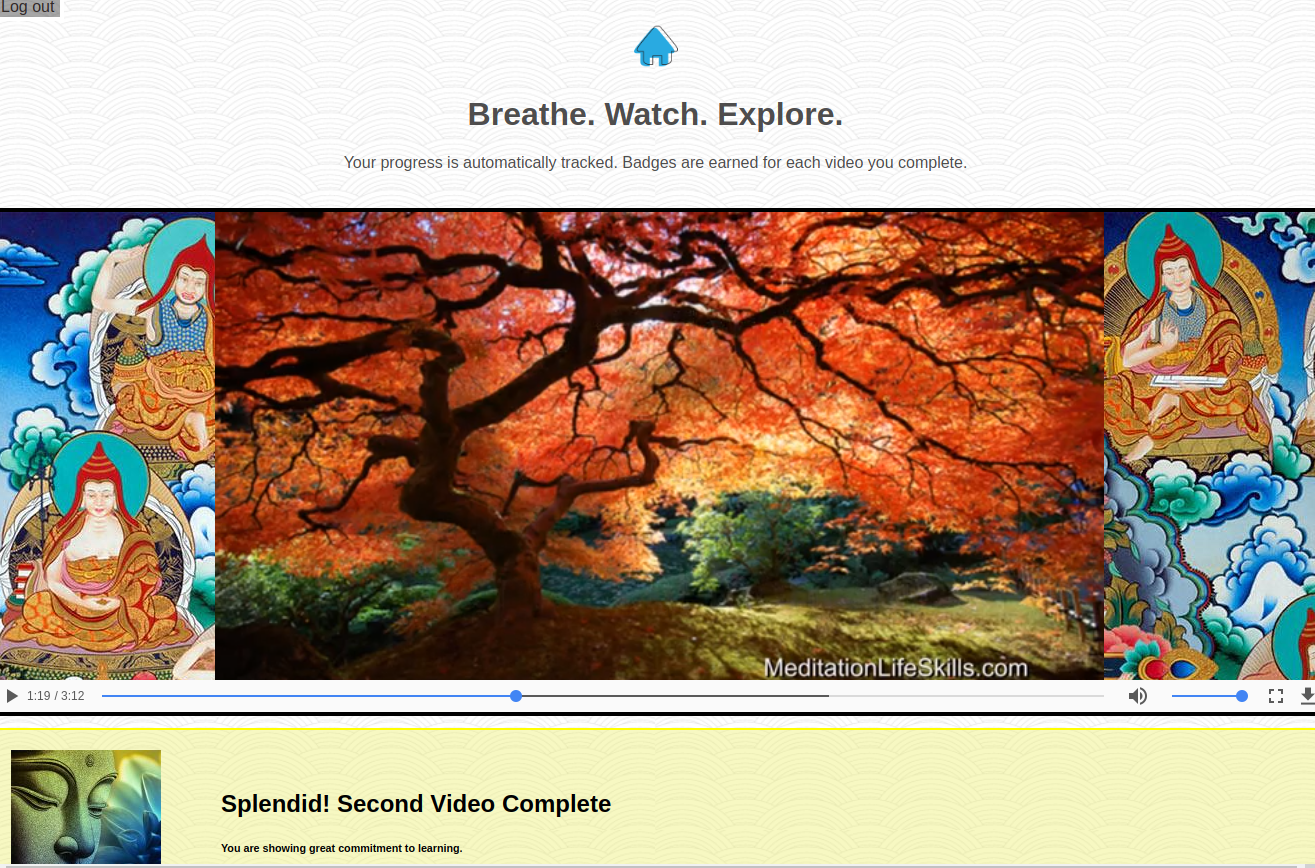 Log out
Breathe. Watch. Explore.
Your progress is automatically tracked. Badges are earned for each video you complete.
MeditationLifeSkills.com
1:19 / 3:12
Splendid! Second Video Complete
You are showing great commitment to learning.